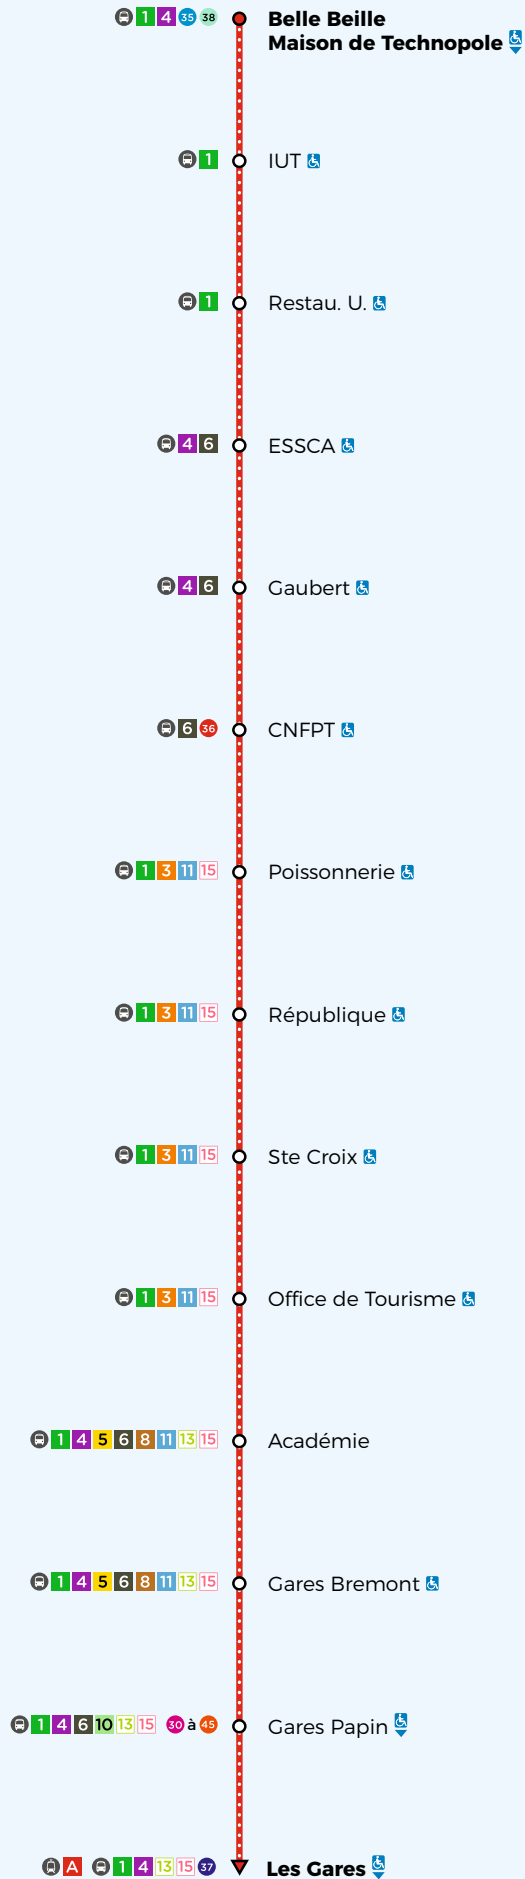 1 4 35 38 Belle Beille
Maison de Technopole
1 IUT
1 Restau. U.
4 6 ESSCA
4 6 Gaubert
6 36 CNFPT
1 3 11 15 Poissonnerie
1 3 11 15 République
1 3 11 15 Ste Croix
1 3 11 15 Office de Tourisme
1 4 5 6 8 11 13 15 Académie
1 4 5 6 8 11 13 15 Gares Bremont
1 4 6 10 13 15 30 à 45 Gares Papin
A 1 4 13 15 37 Les Gares